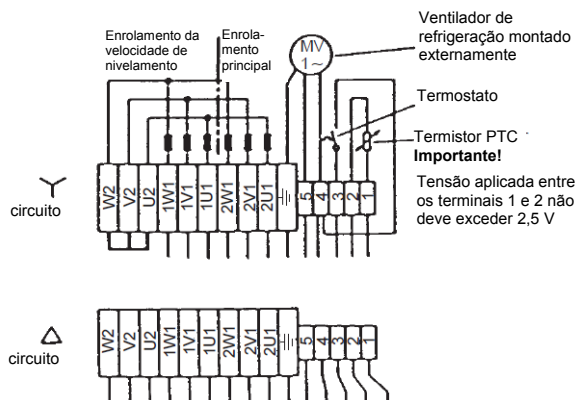 Enrolamento da
velocidade de
nivelamento
Enrola-
mento
principal
MV
1~
Ventilador de
refrigeração montado
externamente
Termostato
Termistor PTC
Importante!
Tensão aplicada entre
os terminais 1 e 2 não
deve exceder 2,5 V
circuito
W2 V2 U2 1W1 1V1 1U1 2W1 2V1 2U1 5 4 3 2 1
circuito
W2 V2 U2 1W1 1V1 1U1 2W1 2V1 2U1 5 4 3 2 1